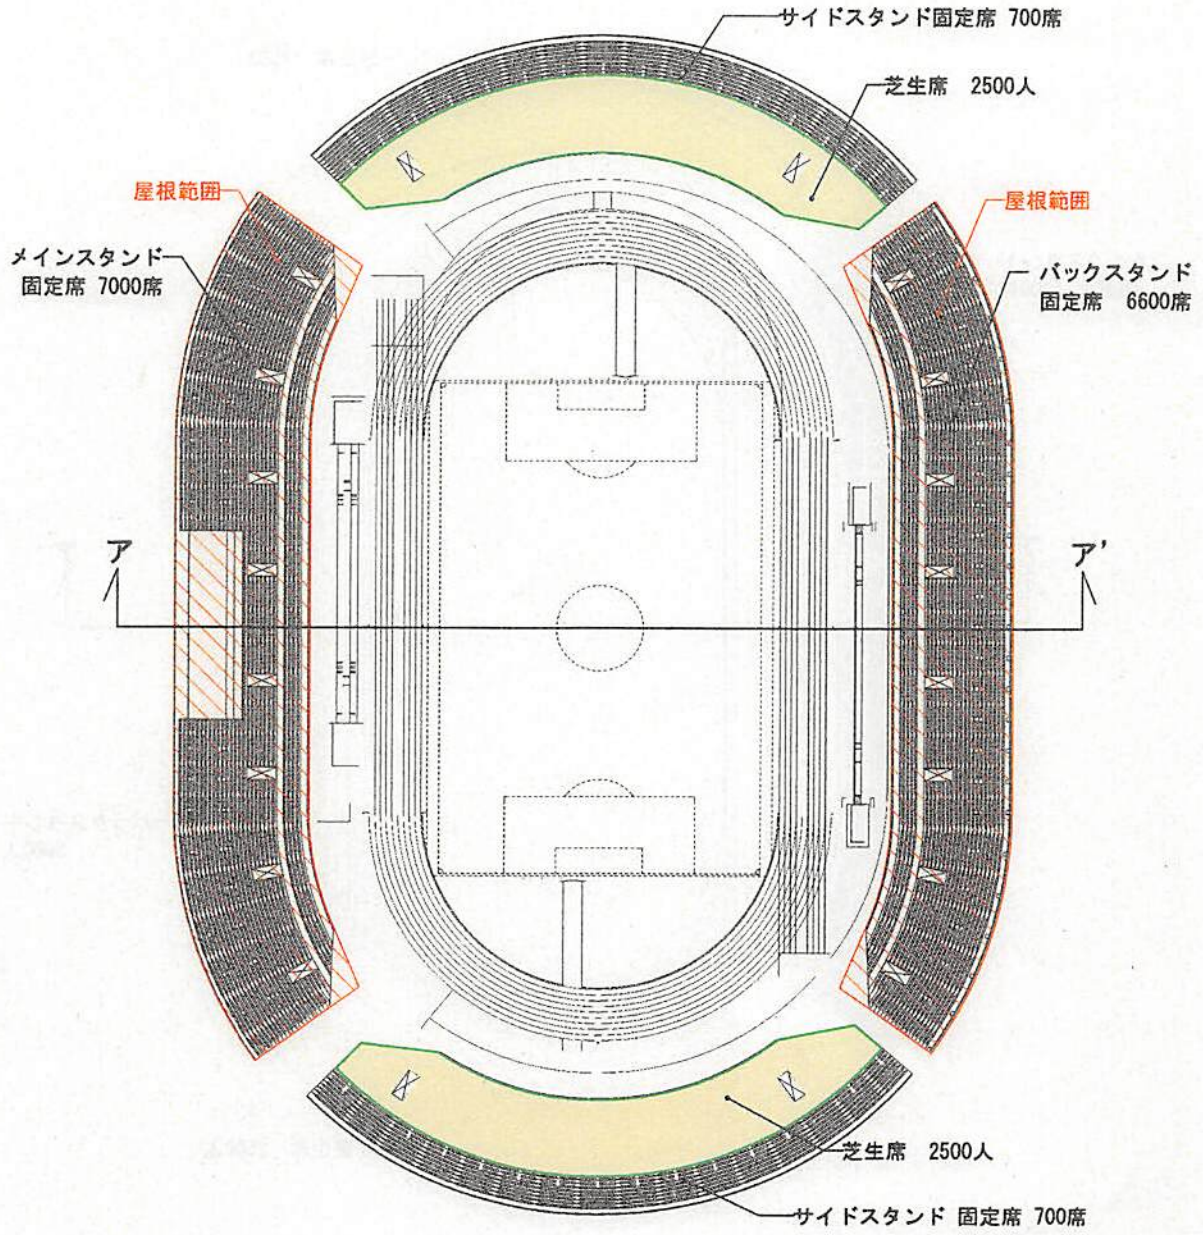 サイドスタンド固定席 700席
芝生席 2500人
屋根範囲
屋根範囲
メインスタンド
固定席 7000席
バックスタンド
固定席 6600席
ア
ア'
芝生席 2500人
サイドスタンド 固定席 700席